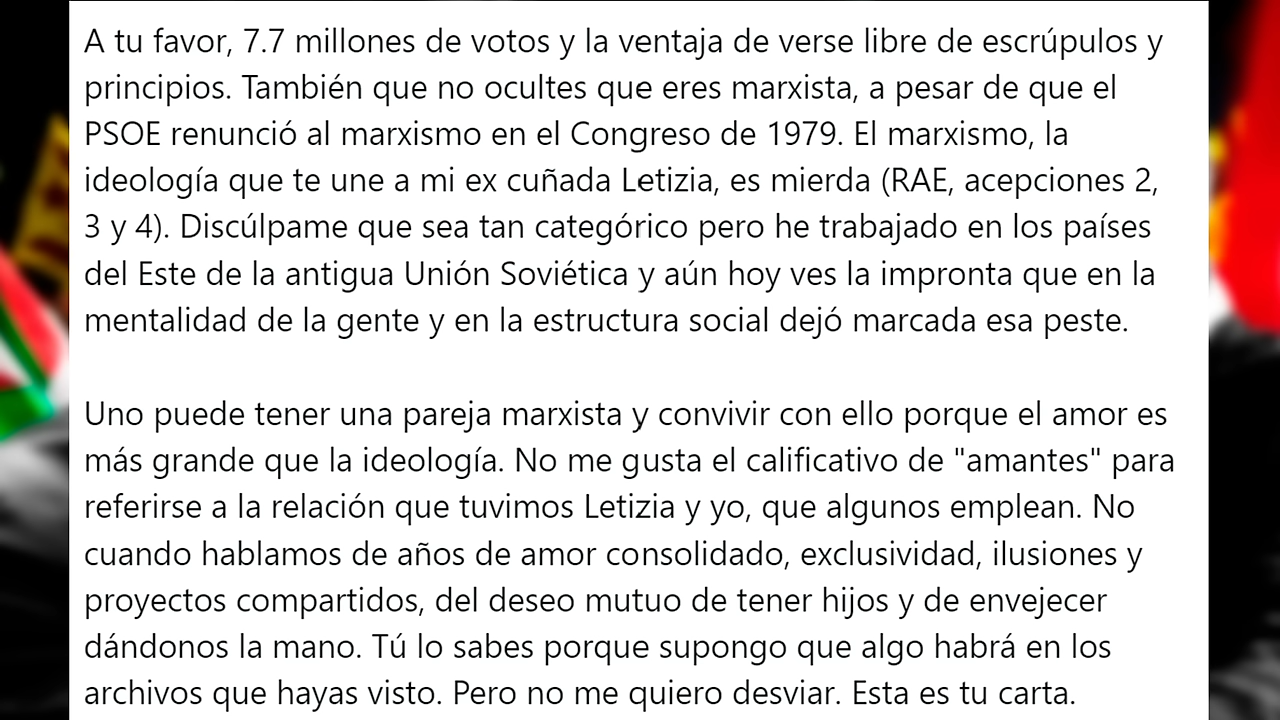 A tu favor, 7.7 millones de votos y la ventaja de verse libre de escrúpulos y
principios. También que no ocultes que eres marxista, a pesar de que el
PSOE renunció al marxismo en el Congreso de 1979. El marxismo, la
ideología que te une a mi ex cuñada Letizia, es mierda (RAE, acepciones 2,
3 y 4). Discúlpame que sea tan categórico pero he trabajado en los países
del Este de la antigua Unión Soviética y aún hoy ves la impronta que en la
mentalidad de la gente y en la estructura social dejó marcada esa peste.

Uno puede tener una pareja marxista y convivir con ello porque el amor es
más grande que la ideología. No me gusta el calificativo de "amantes" para
referirse a la relación que tuvimos Letizia y yo, que algunos emplean. No
cuando hablamos de años de amor consolidado, exclusividad, ilusiones y
proyectos compartidos, del deseo mutuo de tener hijos y de envejecer
dándonos la mano. Tú lo sabes porque supongo que algo habrá en los
archivos que hayas visto. Pero no me quiero desviar. Esta es tu carta.